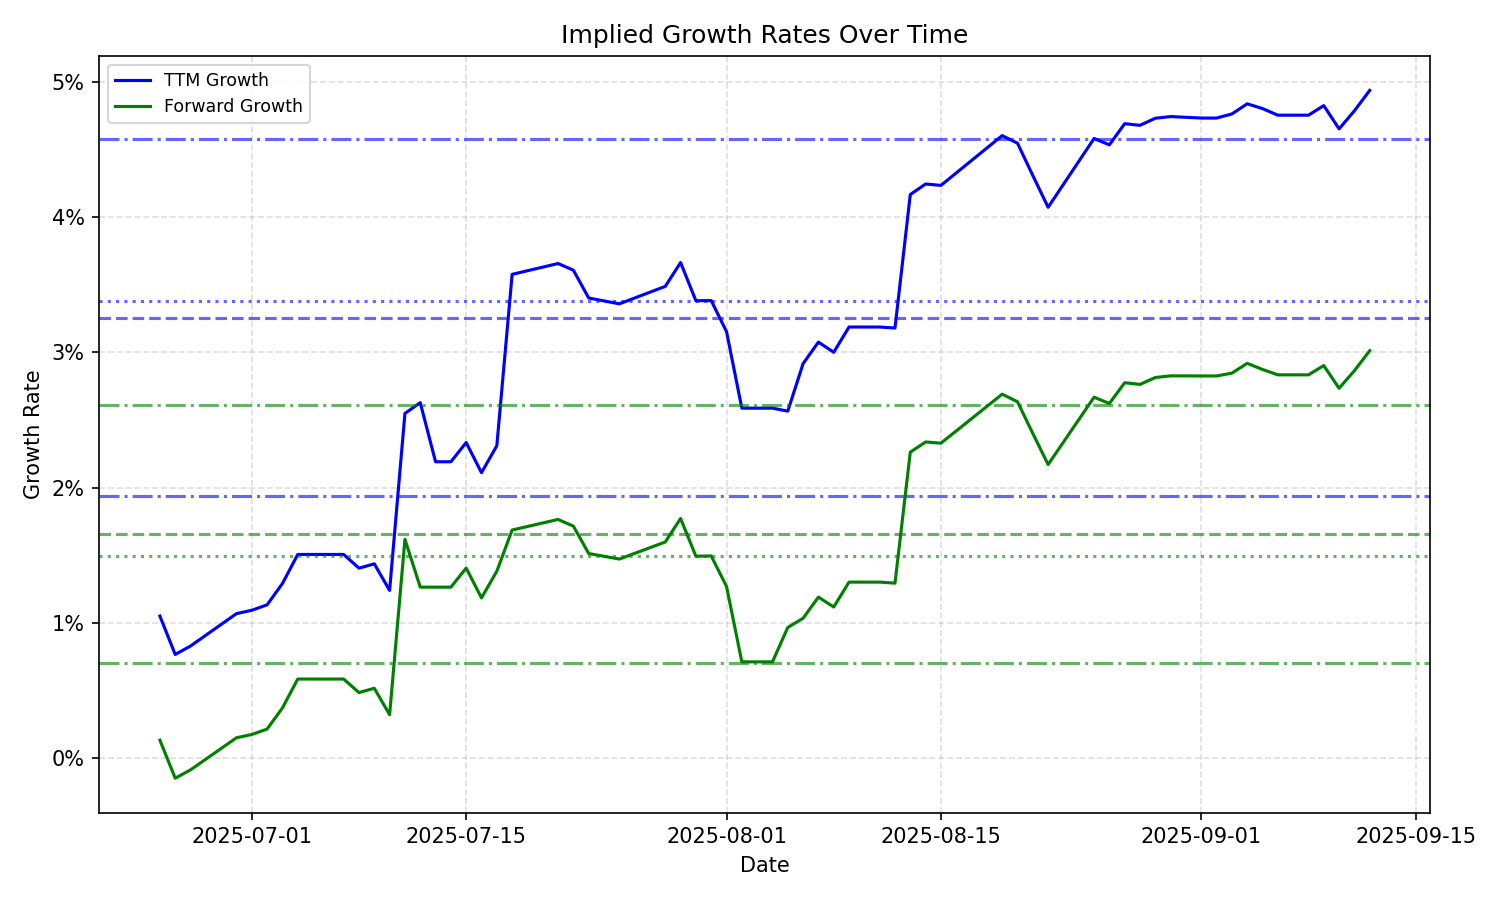 Implied Growth Rates Over Time
TTM Growth
Forward Growth
5%
4%
3%
2%
1%
0%
Growth Rate
2025-07-01
2025-07-15
2025-08-01
2025-08-15
2025-09-01
2025-09-15
Date